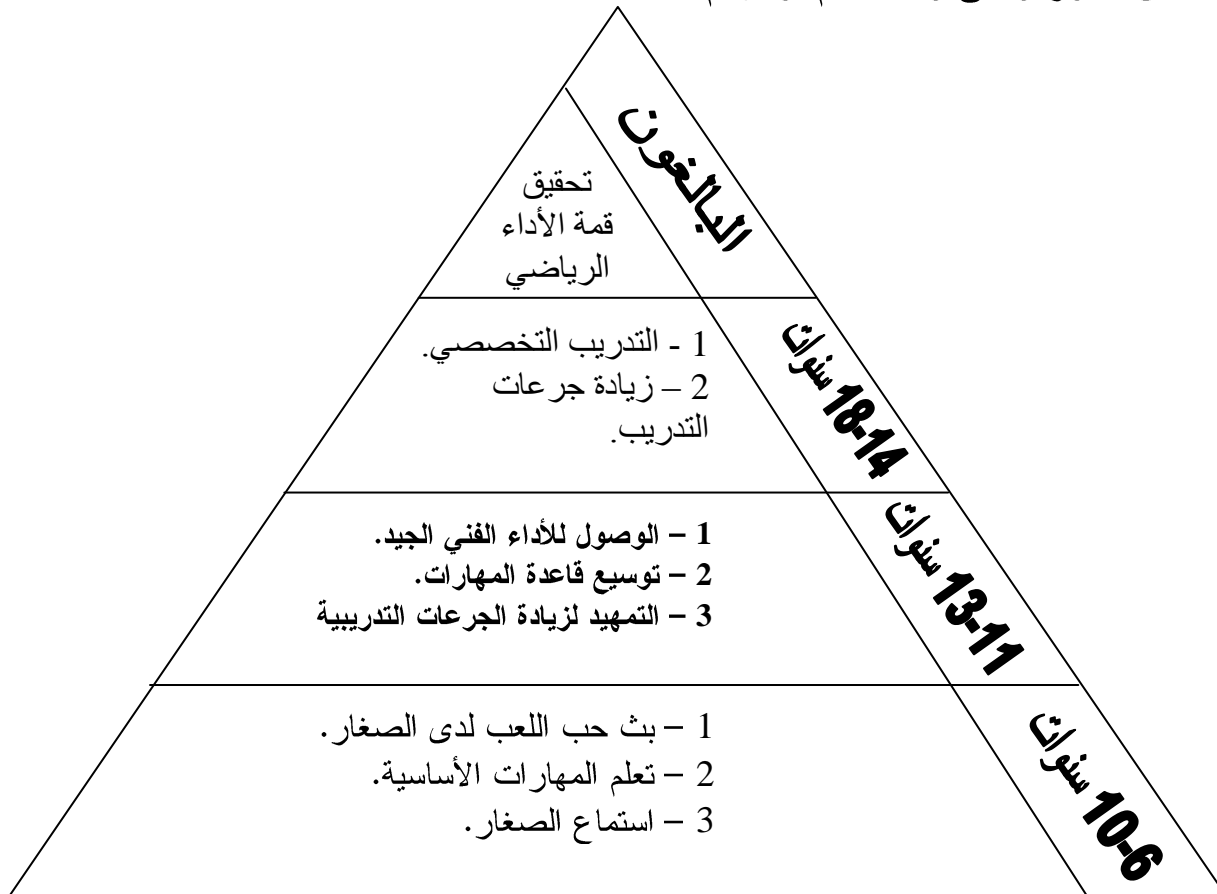 البالغون
تحقيق
قمة الأداء
الرياضي
18-14 سنوات
1 - التدريب التخصصي.
2 – زيادة جرعات
التدريب.
13-11 سنوات
1 – الوصول للأداء الفني الجيد.
2 – توسيع قاعدة المهارات.
3 – التمهيد لزيادة الجرعات التدريبية
10-6 سنوات
1 – بث حب اللعب لدى الصغار.
2 – تعلم المهارات الأساسية.
3 – استماع الصغار.